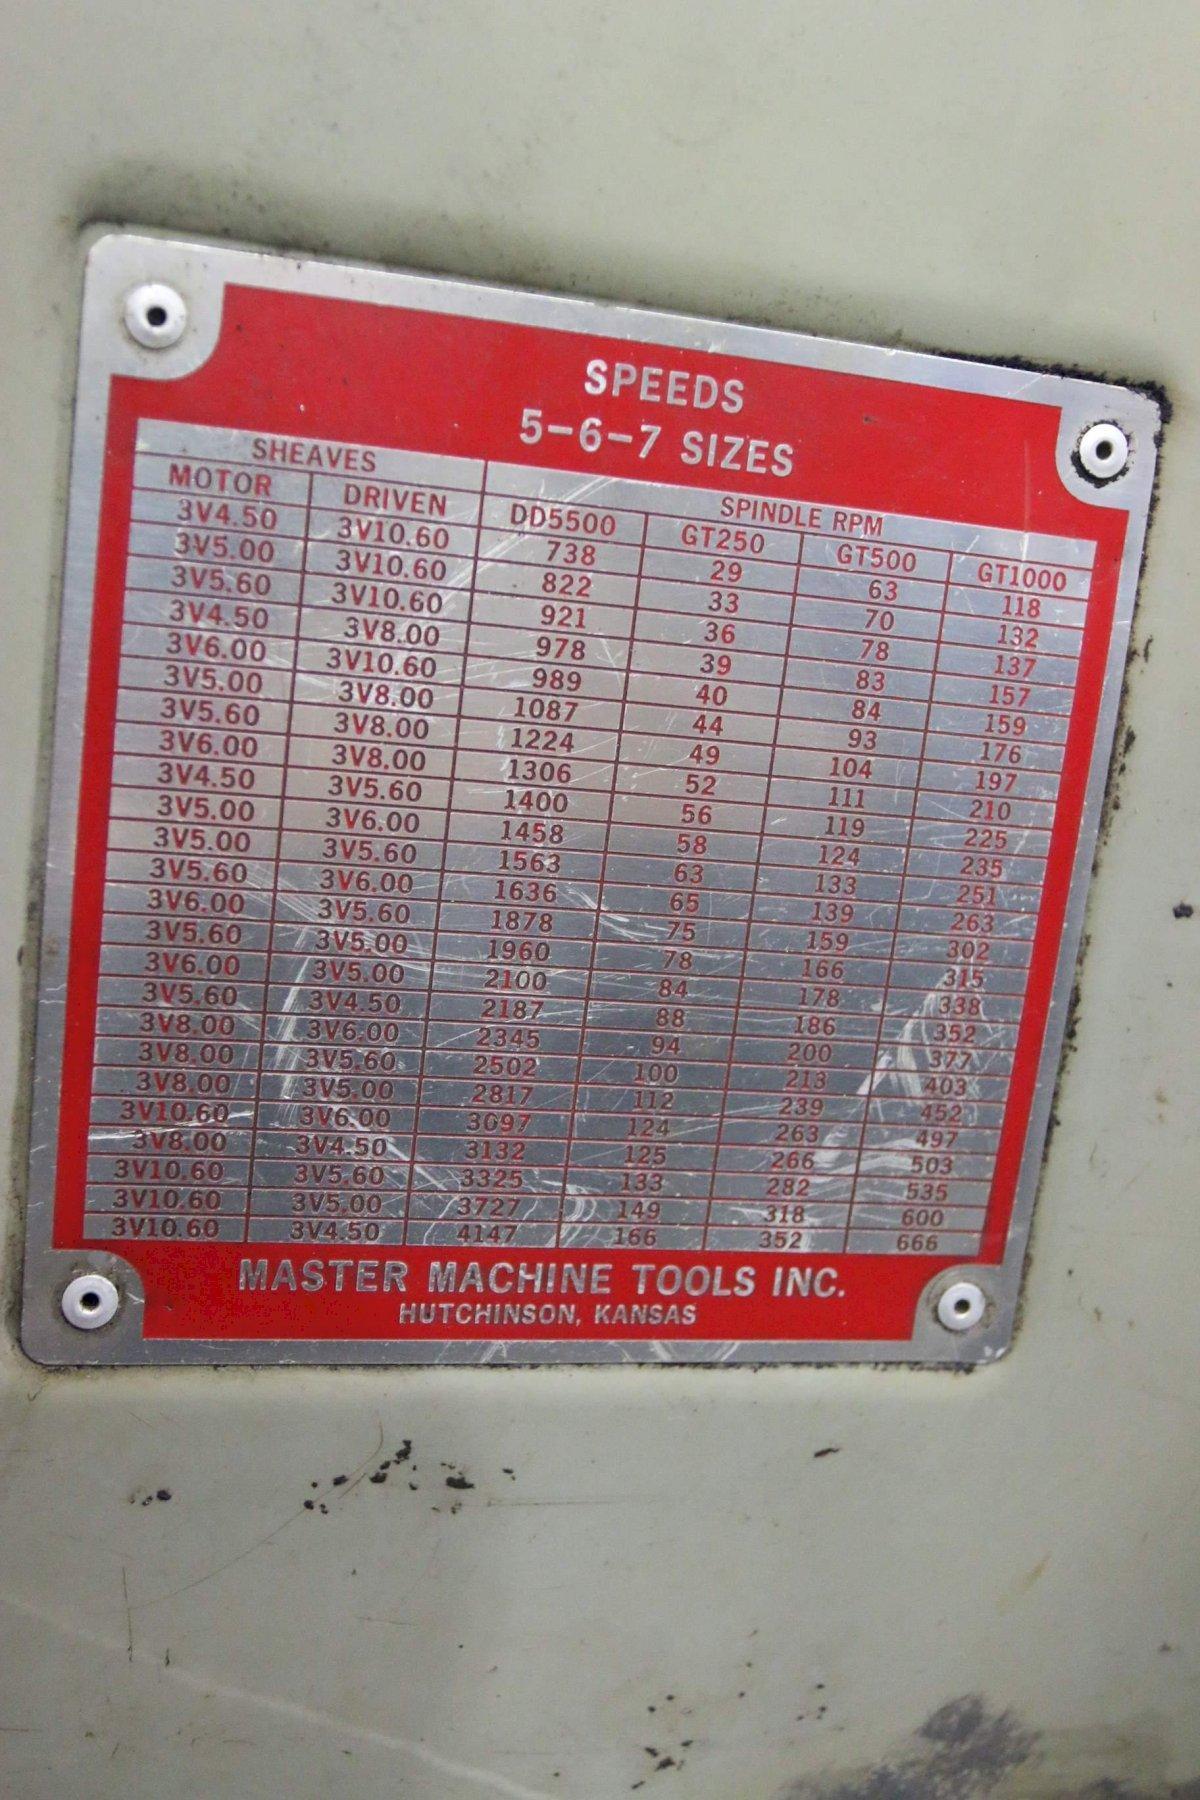 SPEEDS
5-6-7 SIZES
SHEAVES SPINDLE RPM
MOTOR DRIVEN DD5500 GT250 GT500 GT1000
3V4.50 3V10.60 738 29 63 118
3V5.00 3V10.60 822 33 70 132
3V5.60 3V10.60 921 36 78 137
3V4.50 3V8.00 978 39 83 157
3V6.00 3V10.60 989 40 84 159
3V5.00 3V8.00 1087 44 93 176
3V5.60 3V8.00 1224 49 104 197
3V6.00 3V8.00 1306 52 111 210
3V4.50 3V5.60 1400 56 119 225
3V5.00 3V6.00 1458 58 124 235
3V5.00 3V5.60 1563 63 133 251
3V5.60 3V6.00 1636 65 139 263
3V6.00 3V5.60 1878 75 159 302
3V5.60 3V5.00 1960 78 166 315
3V6.00 3V5.00 2100 84 178 338
3V5.60 3V4.50 2187 88 186 352
3V8.00 3V6.00 2345 94 200 377
3V8.00 3V5.60 2502 100 213 403
3V8.00 3V5.00 2817 112 239 452
3V10.60 3V6.00 3097 124 263 497
3V8.00 3V4.50 3132 125 266 503
3V10.60 3V5.60 3325 133 282 535
3V10.60 3V5.00 3727 149 318 600
3V10.60 3V4.50 4147 166 352 666
MASTER MACHINE TOOLS INC.
HUTCHINSON, KANSAS